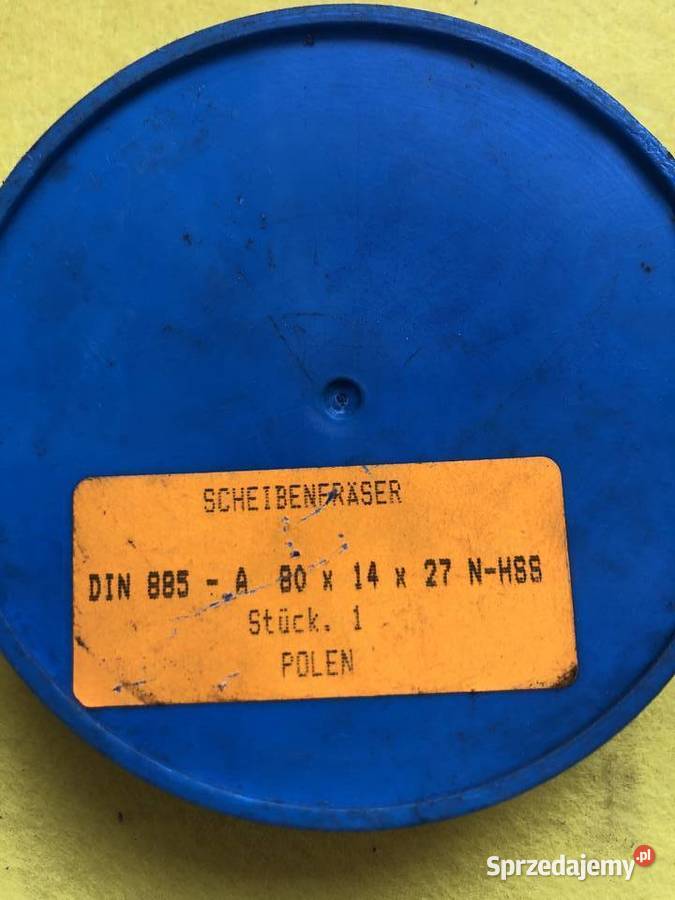 SCHEIBENFRÄSER
DIN 885 - A 80 x 14 x 27 N-HSS
Stück. 1
POLEN
Sprzedajemy.pl